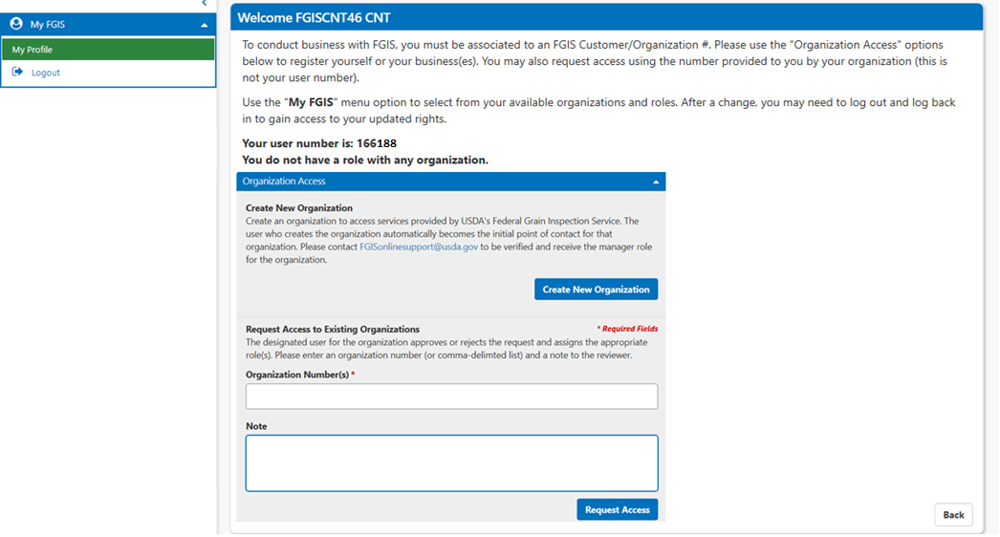 My FGIS
My Profile
Logout
Welcome FGISCNT46 CNT
To conduct business with FGIS, you must be associated to an FGIS Customer/Organization #. Please use the "Organization Access" options
below to register yourself or your business(es). You may also request access using the number provided to you by your organization (this is
not your user number).
Use the "My FGIS" menu option to select from your available organizations and roles. After a change, you may need to log out and log back
in to gain access to your updated rights.
Your user number is: 166188
You do not have a role with any organization.
Organization Access
Create New Organization
Create an organization to access services provided by USDA's Federal Grain Inspection Service. The
user who creates the organization automatically becomes the initial point of contact for that
organization. Please contact FGISonlinesupport@usda.gov to be verified and receive the manager role
for the organization.
Create New Organization
Request Access to Existing Organizations * Required Fields
The designated user for the organization approves or rejects the request and assigns the appropriate
role(s). Please enter an organization number (or comma-delimted list) and a note to the reviewer.
Organization Number(s) *
Note
Request Access
Back